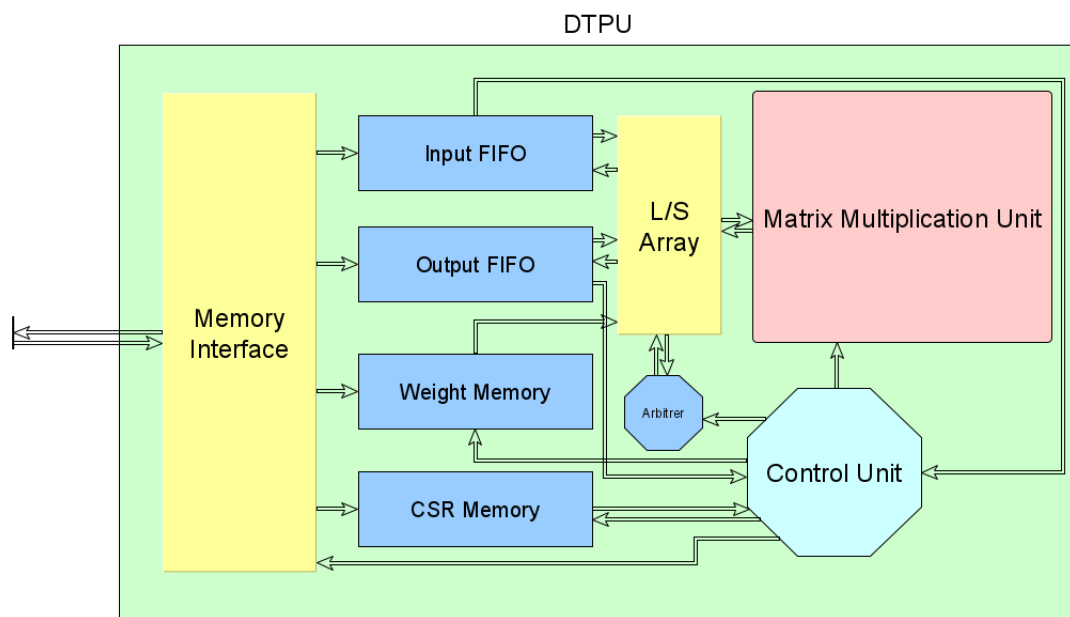 DTPU
Input FIFO
Output FIFO
Memory
Interface
Weight Memory
CSR Memory
L/S
Array
Matrix Multiplication Unit
Arbitrer
Control Unit